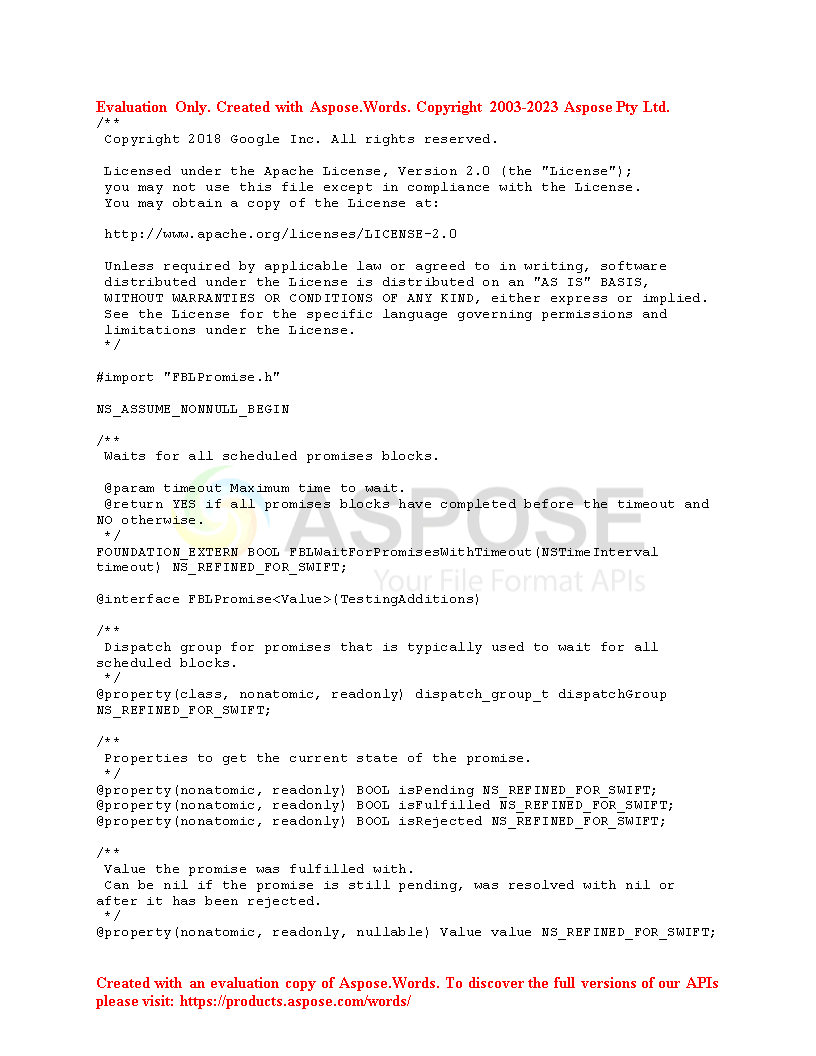 Evaluation Only. Created with Aspose.Words. Copyright 2003-2023 Aspose Pty Ltd.
/**
 Copyright 2018 Google Inc. All rights reserved.

 Licensed under the Apache License, Version 2.0 (the "License");
 you may not use this file except in compliance with the License.
 You may obtain a copy of the License at:

 http://www.apache.org/licenses/LICENSE-2.0

 Unless required by applicable law or agreed to in writing, software
 distributed under the License is distributed on an "AS IS" BASIS,
 WITHOUT WARRANTIES OR CONDITIONS OF ANY KIND, either express or implied.
 See the License for the specific language governing permissions and
 limitations under the License.
 */

#import "FBLPromise.h"

NS_ASSUME_NONNULL_BEGIN

/**
 Waits for all scheduled promises blocks.

 @param timeout Maximum time to wait.
 @return YES if all promises blocks have completed before the timeout and
NO otherwise.
 */
ASPOSE
FOUNDATION_EXTERN BOOL FBLWaitForPromisesWithTimeout(NSTimeInterval
timeout) NS_REFINED_FOR_SWIFT;
Your File Format APIs

@interface FBLPromise<Value>(TestingAdditions)

/**
 Dispatch group for promises that is typically used to wait for all
scheduled blocks.
 */
@property(class, nonatomic, readonly) dispatch_group_t dispatchGroup
NS_REFINED_FOR_SWIFT;

/**
 Properties to get the current state of the promise.
 */
@property(nonatomic, readonly) BOOL isPending NS_REFINED_FOR_SWIFT;
@property(nonatomic, readonly) BOOL isFulfilled NS_REFINED_FOR_SWIFT;
@property(nonatomic, readonly) BOOL isRejected NS_REFINED_FOR_SWIFT;

/**
 Value the promise was fulfilled with.
 Can be nil if the promise is still pending, was resolved with nil or
after it has been rejected.
 */
@property(nonatomic, readonly, nullable) Value value NS_REFINED_FOR_SWIFT;

Created with an evaluation copy of Aspose.Words. To discover the full versions of our APIs
please visit: https://products.aspose.com/words/